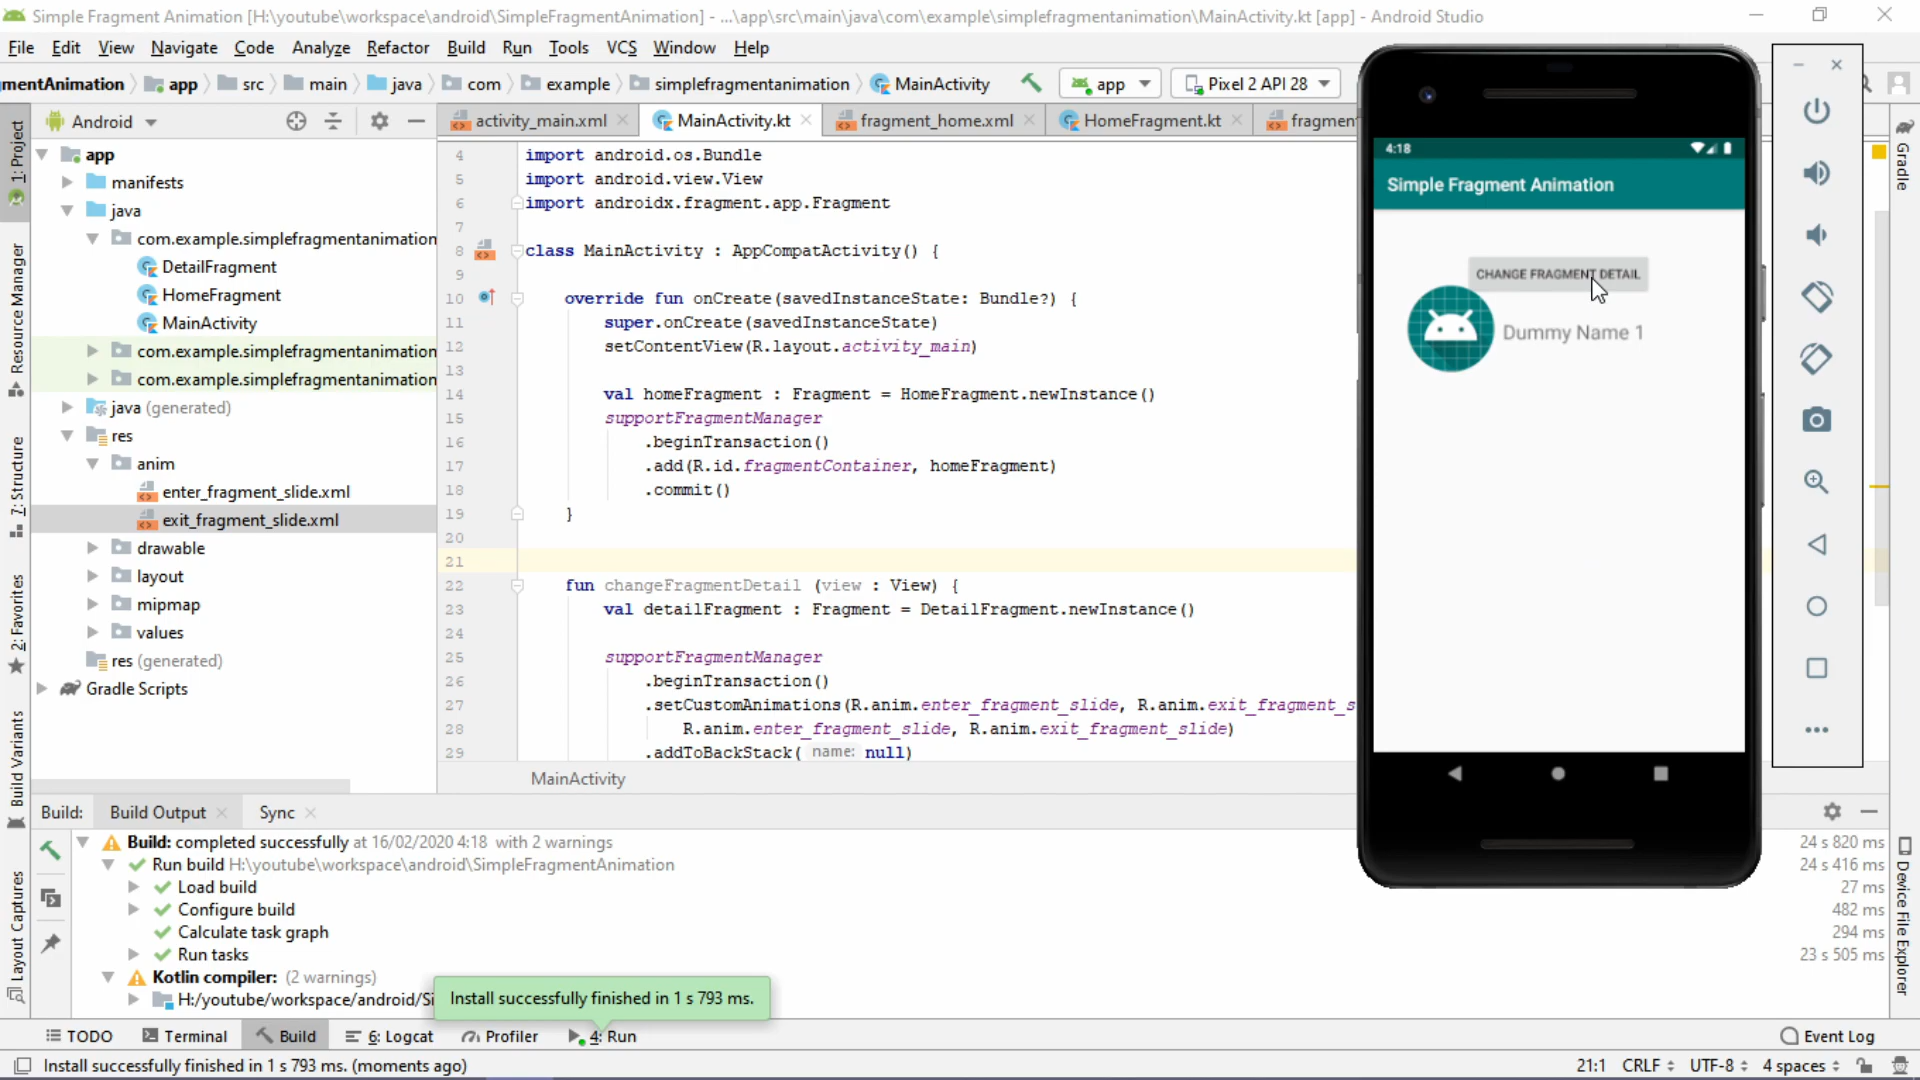 Simple Fragment Animation [H:\youtube\workspace\android\SimpleFragmentAnimation] - ...\app\src\main\java\com\example\simplefragmentanimation\MainActivity.kt [app] - Android Studio
File Edit View Navigate Code Analyze Refactor Build Run Tools VCS Window Help
mentAnimation app src main java com example simplefragmentanimation MainActivity app Pixel 2 API 28
Android
activity_main.xml MainActivity.kt fragment_home.xml HomeFragment.kt fragmen
1: Project
Resource Manager
7: Structure
2: Favorites
Build Variants
Layout Captures
app
manifests
java
com.example.simplefragmentanimation
DetailFragment
HomeFragment
MainActivity
com.example.simplefragmentanimation
com.example.simplefragmentanimation
java (generated)
res
anim
enter_fragment_slide.xml
exit_fragment_slide.xml
drawable
layout
mipmap
values
res (generated)
Gradle Scripts
4 import android.os.Bundle
5 import android.view.View
6 import androidx.fragment.app.Fragment
7
8 class MainActivity : AppCompatActivity() {
9
10 override fun onCreate(savedInstanceState: Bundle?) {
11 super.onCreate(savedInstanceState)
12 setContentView(R.layout.activity_main)
13
14 val homeFragment : Fragment = HomeFragment.newInstance()
15 supportFragmentManager
16 .beginTransaction()
17 .add(R.id.fragmentContainer, homeFragment)
18 .commit()
19 }
20
21
22 fun changeFragmentDetail (view : View) {
23 val detailFragment : Fragment = DetailFragment.newInstance()
24
25 supportFragmentManager
26 .beginTransaction()
27 .setCustomAnimations(R.anim.enter_fragment_slide, R.anim.exit_fragment_s
28 R.anim.enter_fragment_slide, R.anim.exit_fragment_slide)
29 .addToBackStack( name: null)
MainActivity
4:18
Simple Fragment Animation
CHANGE FRAGMENT DETAIL
Dummy Name 1
Gradle
Device File Explorer
Build: Build Output Sync
Build: completed successfully at 16/02/2020 4:18 with 2 warnings 24 s 820 ms
Run build H:\youtube\workspace\android\SimpleFragmentAnimation 24 s 416 ms
Load build 27 ms
Configure build 482 ms
Calculate task graph 294 ms
Run tasks 23 s 505 ms
Kotlin compiler: (2 warnings)
H:/youtube/workspace/android/Si
Install successfully finished in 1 s 793 ms.
TODO Terminal Build 6: Logcat Profiler 4: Run Event Log
Install successfully finished in 1 s 793 ms. (moments ago) 21:1 CRLF UTF-8 4 spaces